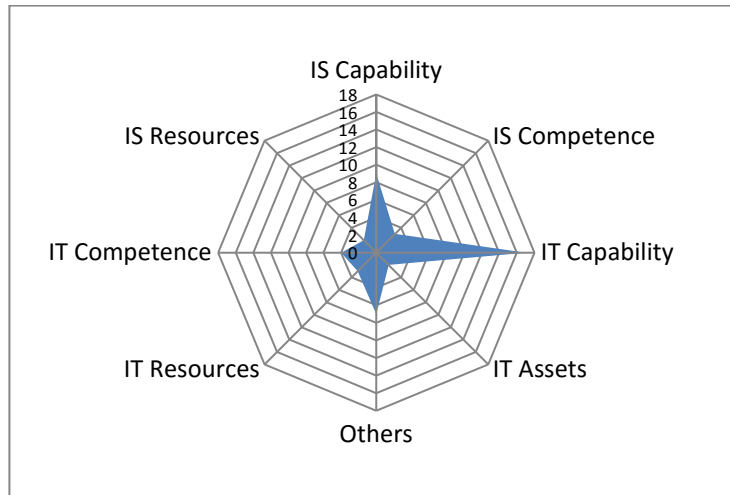 IS Capability
18
16
14
12
10
8
6
4
2
0
IS Resources
IS Competence
IT Competence
IT Capability
IT Resources
IT Assets
Others